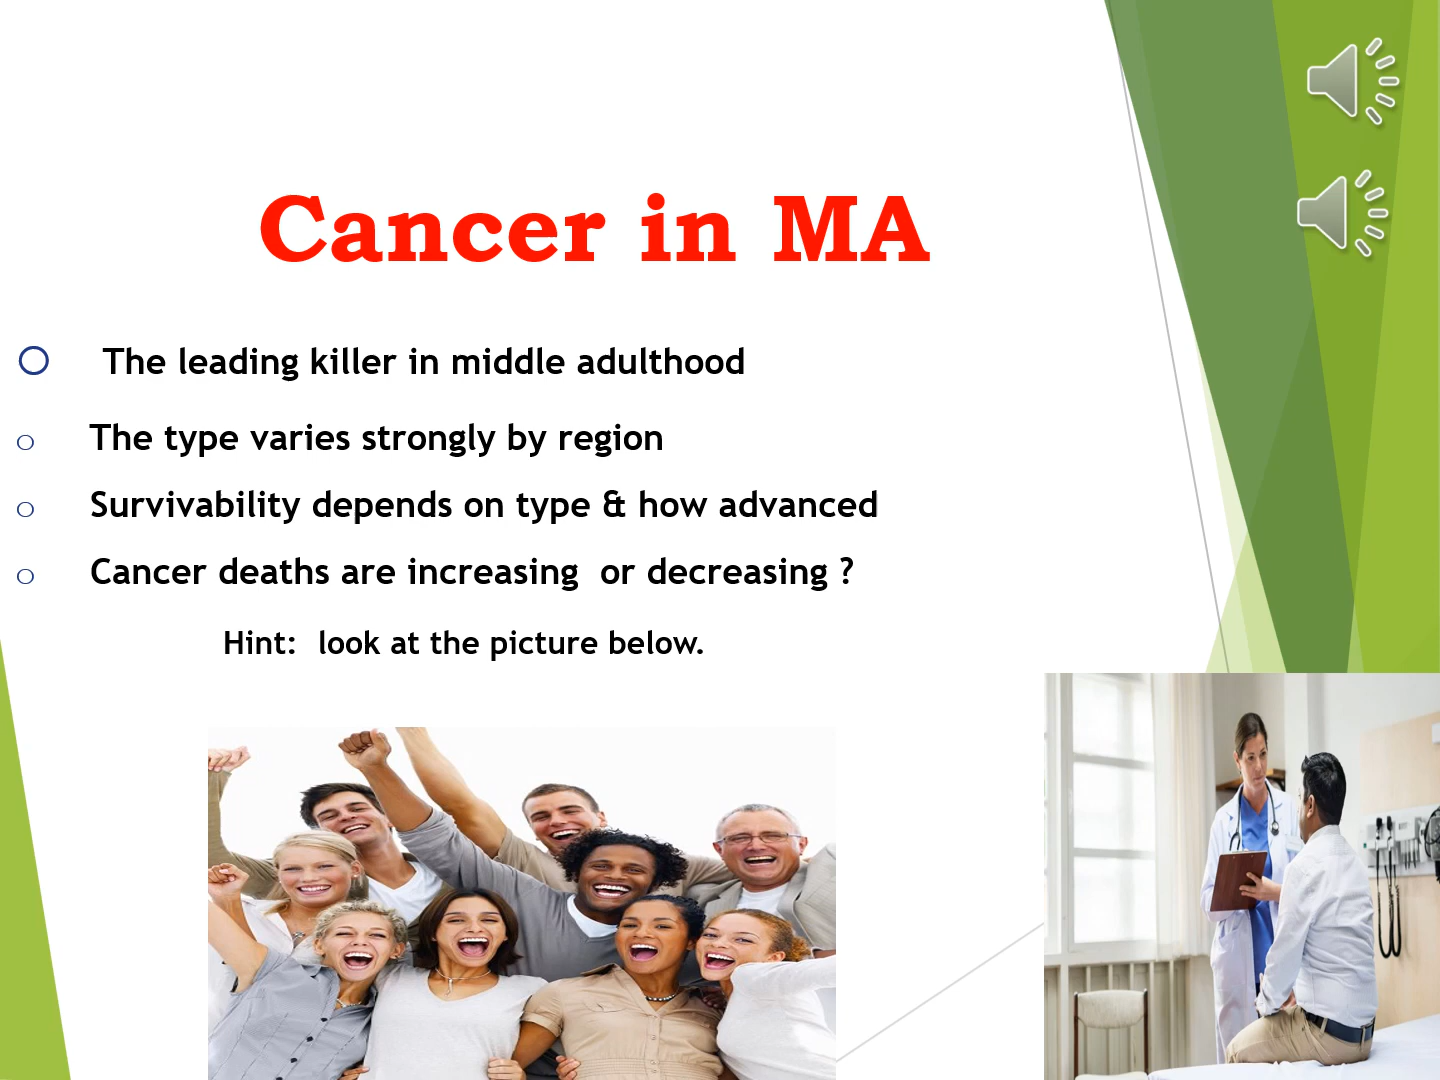 Cancer in MA
The leading killer in middle adulthood
The type varies strongly by region
Survivability depends on type & how advanced
Cancer deaths are increasing  or decreasing ?
Hint:  look at the picture below.